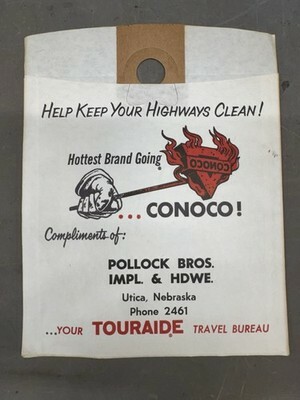 HELP KEEP YOUR HIGHWAYS CLEAN!
Hottest Brand Going
CONOCO
...CONOCO!
Compliments of:
POLLOCK BROS.
IMPL. & HDWE.
Utica, Nebraska
Phone 2461
...YOUR TOURAIDE TRAVEL BUREAU